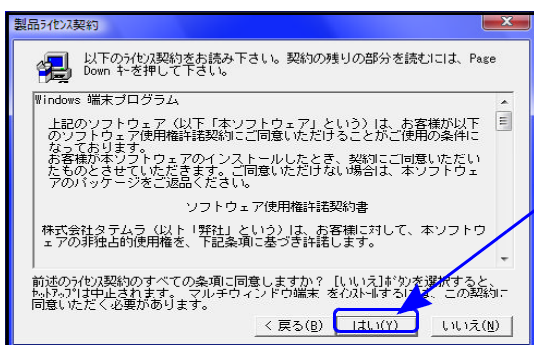 製品ﾗｲｾﾝｽ契約
以下のﾗｲｾﾝｽ契約をお読み下さい。契約の残りの部分を読むには、Page
Down キーを押して下さい。
Windows 端末プログラム
上記のソフトウェア（以下「本ソフトウェア」という）は、お客様が以下
のソフトウェア使用権許諾契約にご同意いただけることがご使用の条件に
なっております。
お客様が本ソフトウェアのインストールしたとき、契約にご同意いただい
たものとさせていただきます。ご同意いただけない場合は、本ソフトウェ
アのパッケージをご返品ください。
ソフトウェア使用権許諾契約書
株式会社タテムラ（以下「弊社」という）は、お客様に対して、本ソフトウ
ェアの非独占的使用権を、下記条項に基づき許諾します。
前述のﾗｲｾﾝｽ契約のすべての条項に同意しますか？ [いいえ]ﾎﾞﾀﾝを選択すると、
ｾｯﾄｱｯﾌﾟは中止されます。 マルチウィンドウ端末 をｲﾝｽﾄｰﾙするには、この契約に
同意いただく必要があります。
< 戻る(B)
はい(Y)
いいえ(N)